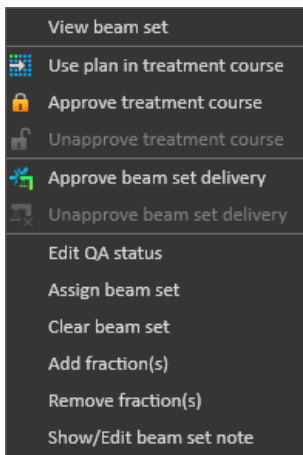 View beam set
Use plan in treatment course
Approve treatment course
Unapprove treatment course
Approve beam set delivery
Unapprove beam set delivery
Edit QA status
Assign beam set
Clear beam set
Add fraction(s)
Remove fraction(s)
Show/Edit beam set note